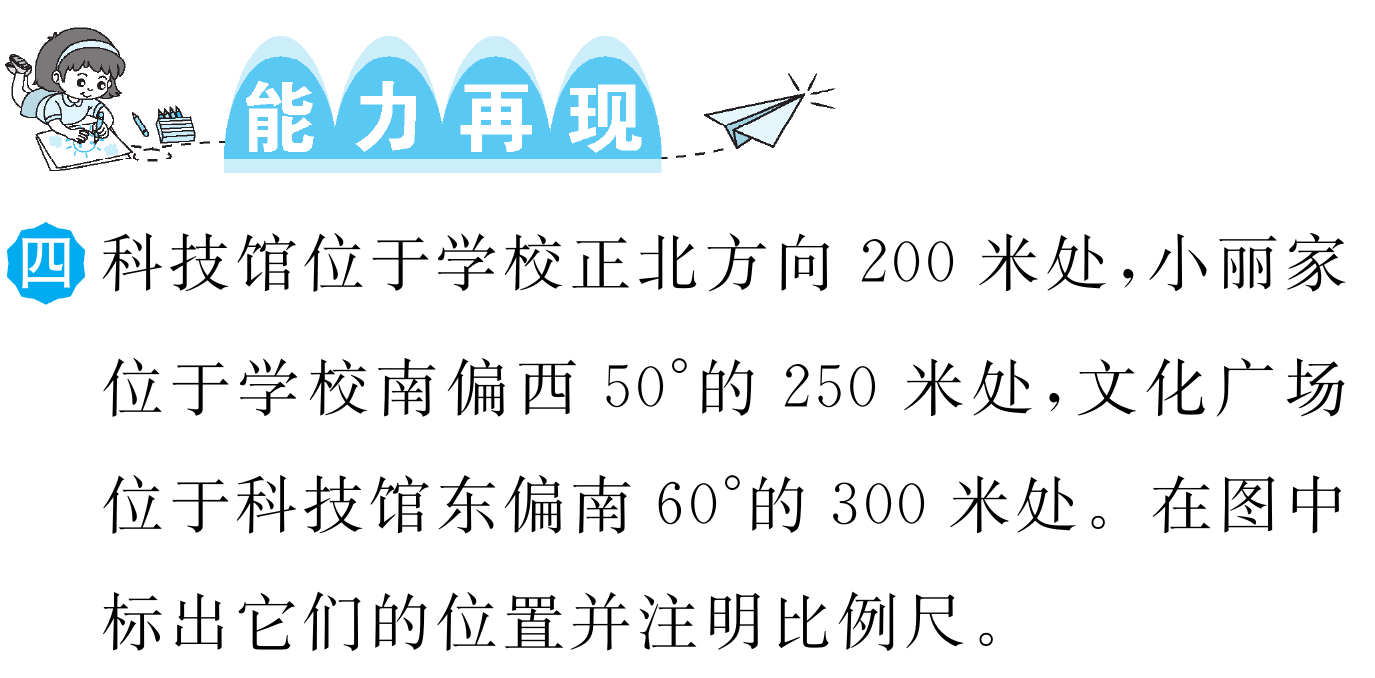 能力再现
四 科技馆位于学校正北方向 200 米处,小丽家
位于学校南偏西 50°的 250 米处,文化广场
位于科技馆东偏南 60°的 300 米处。在图中
标出它们的位置并注明比例尺。